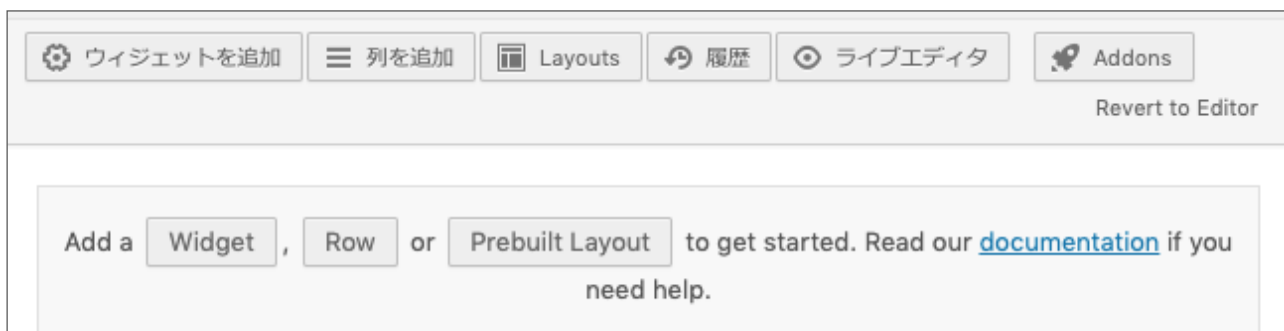 ウィジェットを追加 列を追加 Layouts 履歴 ライブエディタ Addons
Revert to Editor
Add a Widget , Row or Prebuilt Layout to get started. Read our documentation if you
need help.